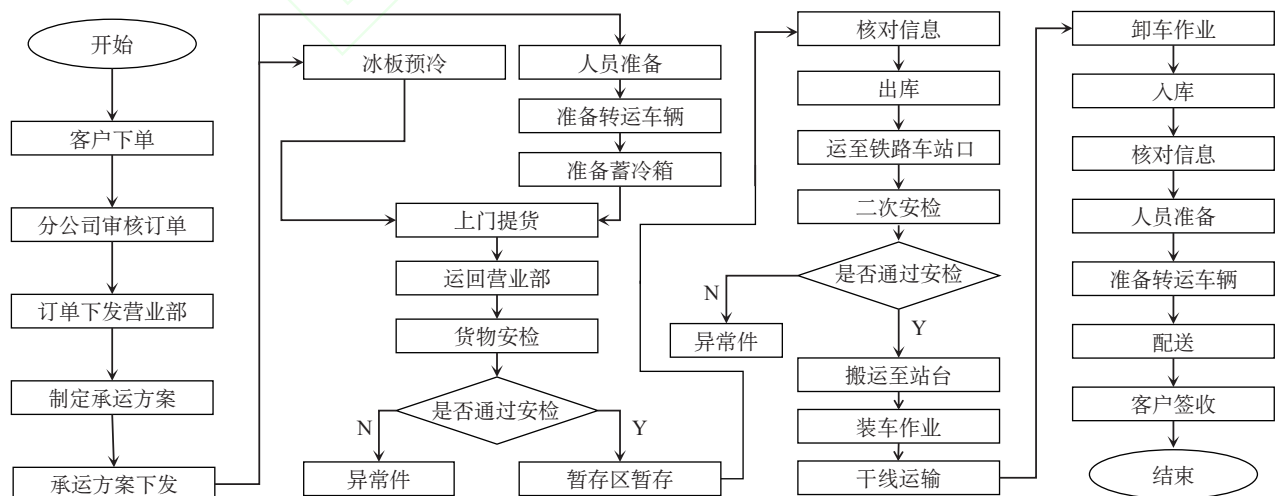 开始
客户下单
分公司审核订单
订单下发营业部
制定承运方案
承运方案下发
冰板预冷
人员准备
准备转运车辆
准备蓄冷箱
上门提货
运回营业部
货物安检
是否通过安检
N
Y
异常件
暂存区暂存
核对信息
出库
运至铁路车站口
二次安检
是否通过安检
N
Y
异常件
搬运至站台
装车作业
干线运输
卸车作业
入库
核对信息
人员准备
准备转运车辆
配送
客户签收
结束